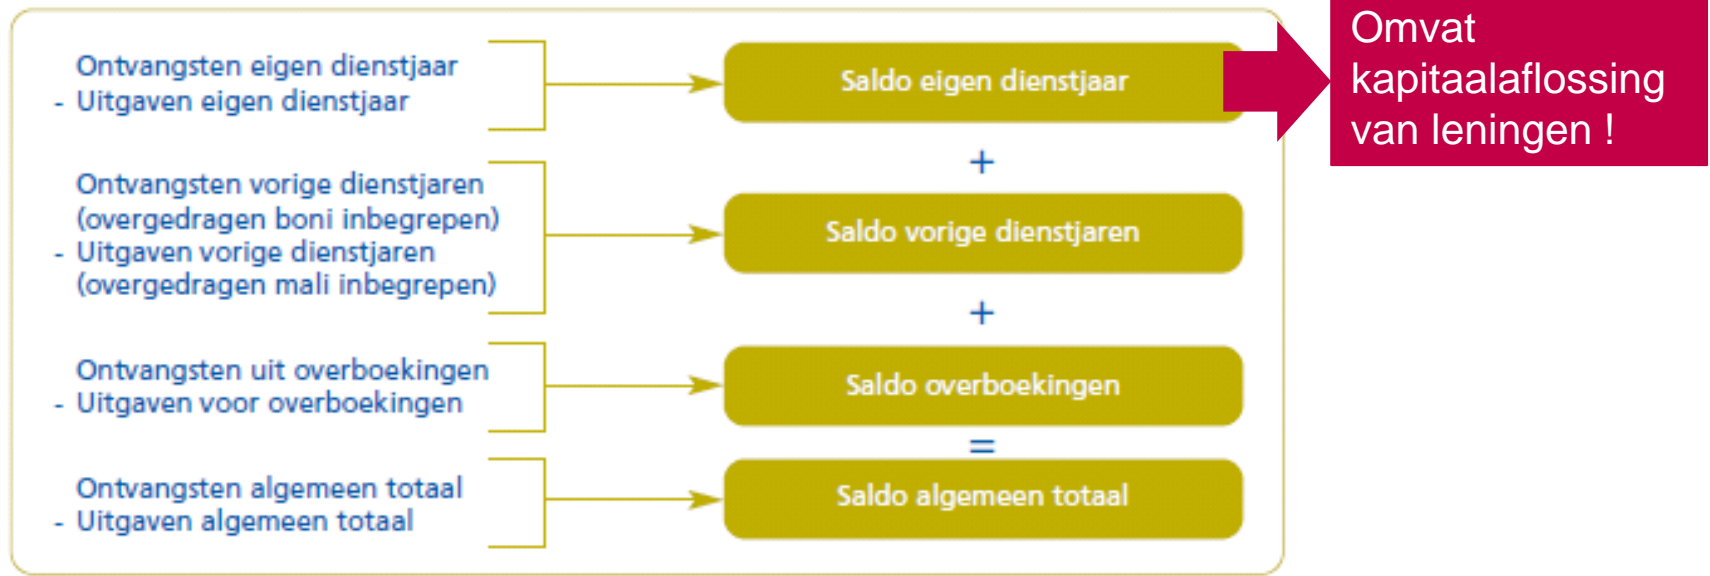 Ontvangsten eigen dienstjaar
- Uitgaven eigen dienstjaar
Saldo eigen dienstjaar
Omvat
kapitaalaflossing
van leningen !
+
Ontvangsten vorige dienstjaren
(overgedragen boni inbegrepen)
- Uitgaven vorige dienstjaren
(overgedragen mali inbegrepen)
Saldo vorige dienstjaren
+
Ontvangsten uit overboekingen
- Uitgaven voor overboekingen
Saldo overboekingen
=
Ontvangsten algemeen totaal
- Uitgaven algemeen totaal
Saldo algemeen totaal